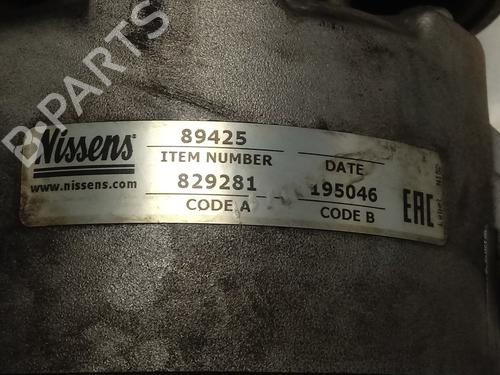 B-PARTS
Nissens
www.nissens.com
89425
ITEM NUMBER
829281
CODE A
DATE
195046
CODE B
EAC